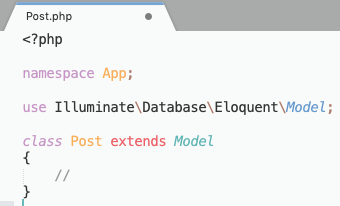 Post.php
<?php
namespace App;
use Illuminate\Database\Eloquent\Model;
class Post extends Model
{
    //
}